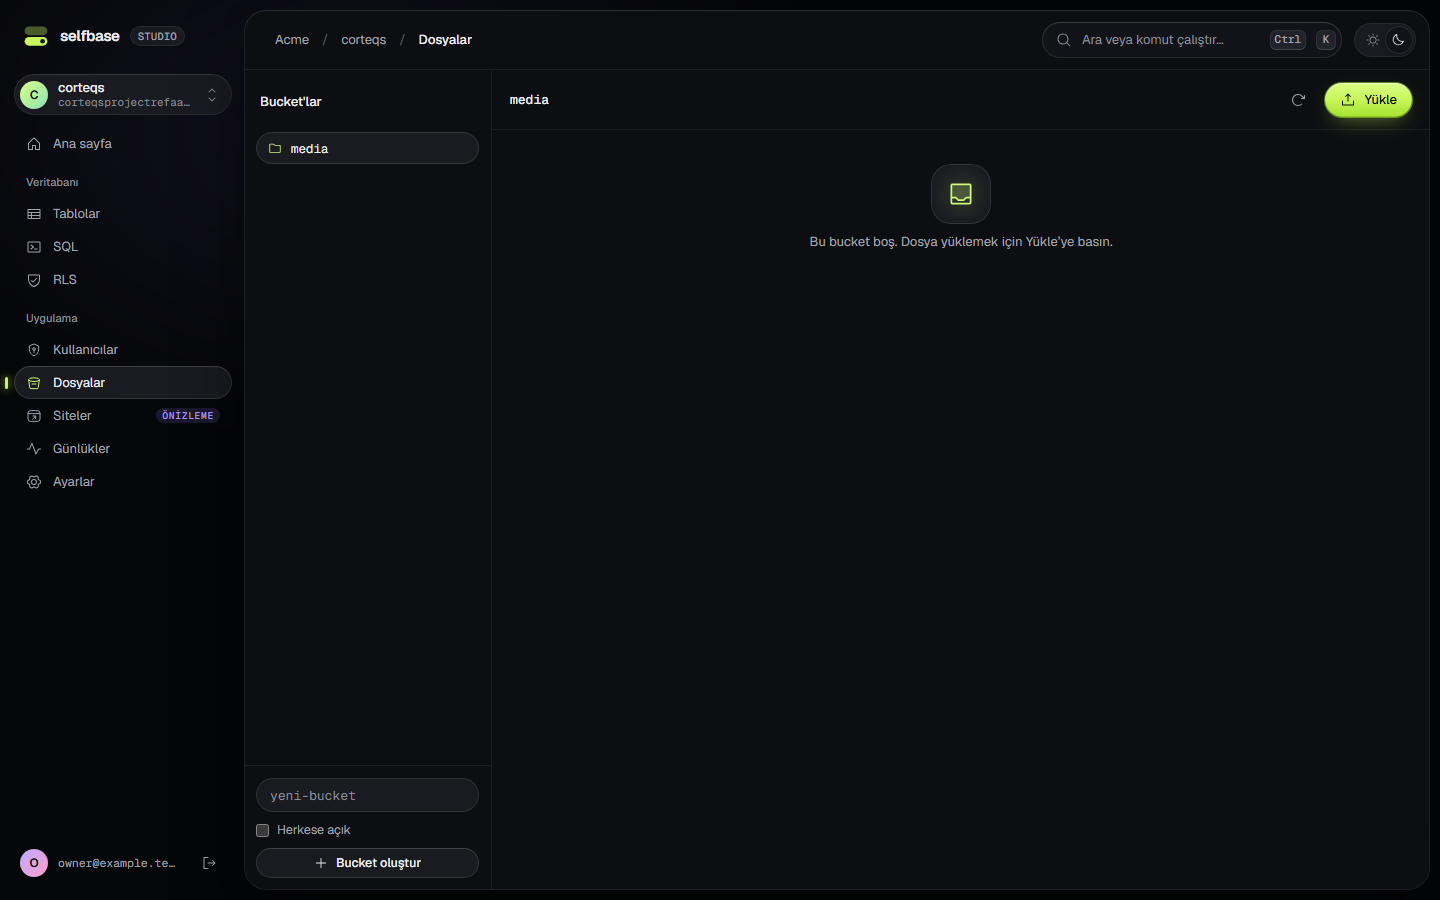 selfbase STUDIO
C corteqs
corteqsprojectrefaa…
Ana sayfa
Veritabanı
Tablolar
SQL
RLS
Uygulama
Kullanıcılar
Dosyalar
Siteler ÖNİZLEME
Günlükler
Ayarlar
O owner@example.te…
Acme / corteqs / Dosyalar
Ara veya komut çalıştır… Ctrl K
Bucket'lar
media
yeni-bucket
Herkese açık
Bucket oluştur
media
Yükle
Bu bucket boş. Dosya yüklemek için Yükle'ye basın.